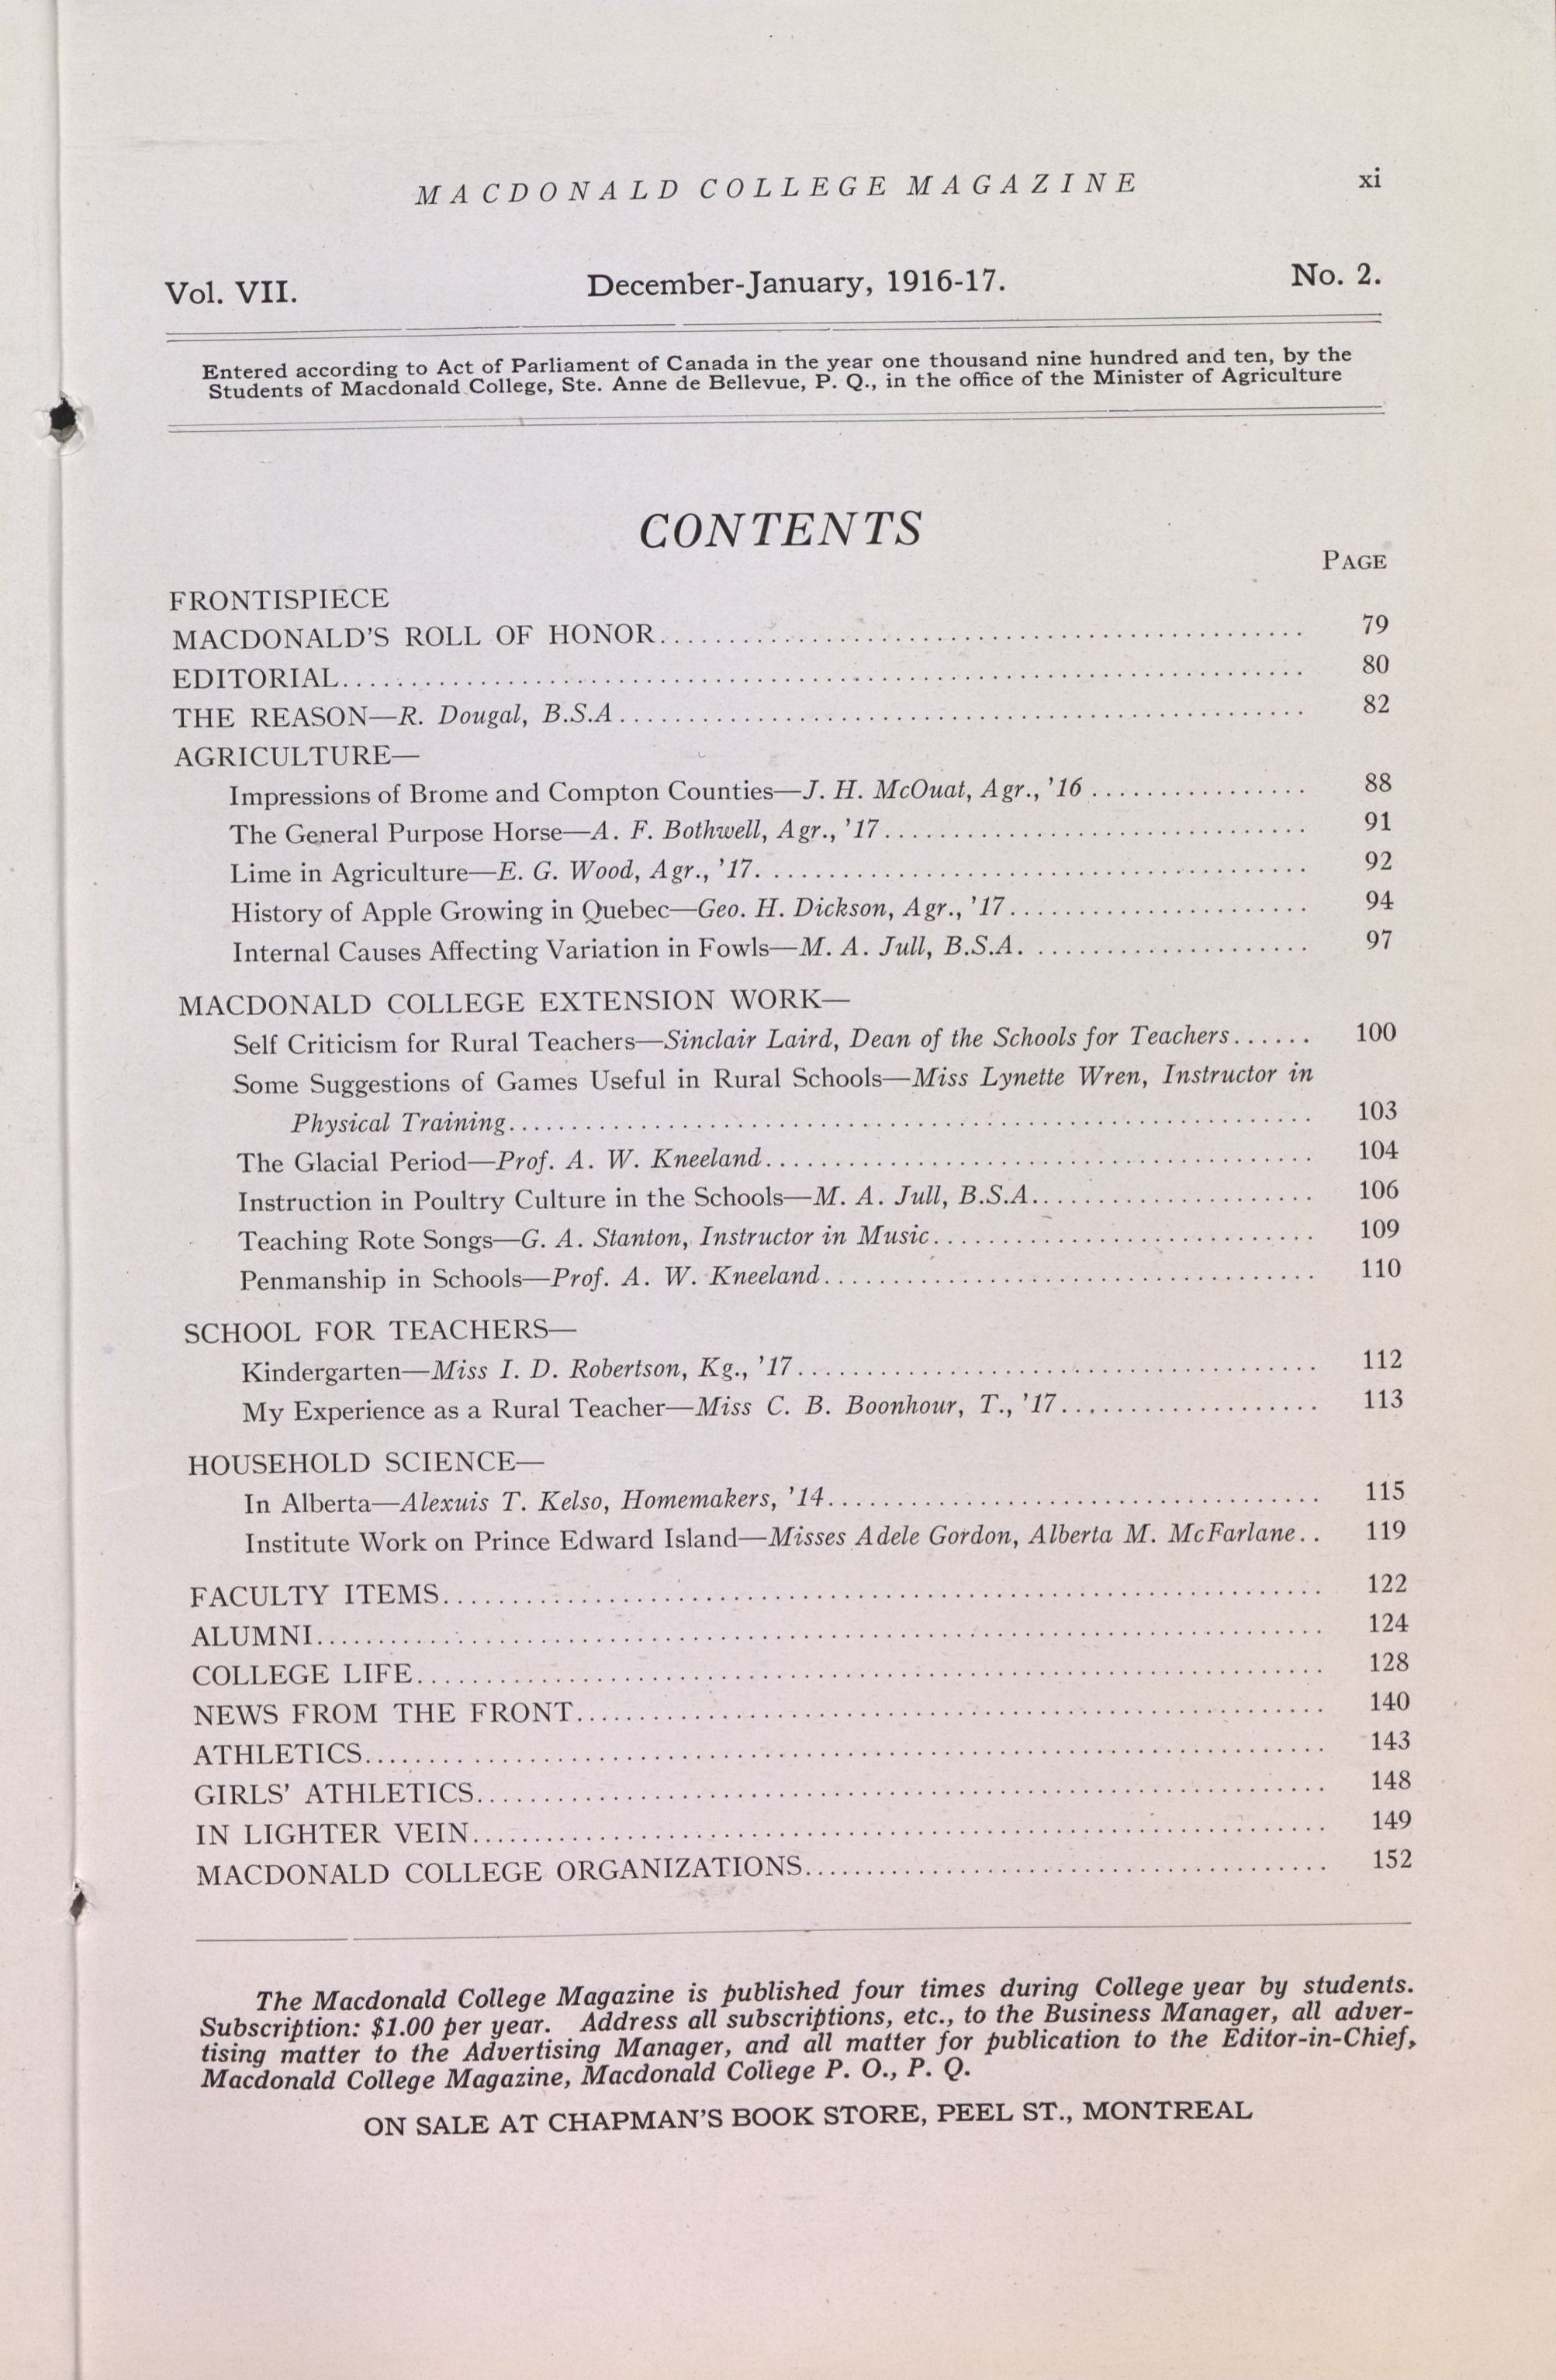 MACDONALD COLLEGE MAGAZINE xi
Vol. VII. December-January, 1916-17. No. 2.
Entered according to Act of Parliament of Canada in the year one thousand nine hundred and ten, by the
Students of Macdonald College, Ste. Anne de Bellevue, P. Q., in the office of the Minister of Agriculture
CONTENTS
PAGE
FRONTISPIECE
MACDONALD'S ROLL OF HONOR 79
EDITORIAL 80
THE REASON—R. Dougal, B.S.A 82
AGRICULTURE—
Impressions of Brome and Compton Counties—J. H. McOuat, Agr., '16 88
The General Purpose Horse—A. F. Bothwell, Agr., '17 91
Lime in Agriculture—E. G. Wood, Agr., '17. 92
History of Apple Growing in Quebec—Geo. H. Dickson, Agr., '17 94
Internal Causes Affecting Variation in Fowls—M. A. Jull, B.S.A. 97
MACDONALD COLLEGE EXTENSION WORK—
Self Criticism for Rural Teachers—Sinclair Laird, Dean of the Schools for Teachers 100
Some Suggestions of Games Useful in Rural Schools—Miss Lynette Wren, Instructor in
Physical Training 103
The Glacial Period—Prof. A. W. Kneeland 104
Instruction in Poultry Culture in the Schools—M. A. Jull, B.S.A. 106
Teaching Rote Songs—G. A. Stanton, Instructor in Music 109
Penmanship in Schools—Prof. A. W. Kneeland 110
SCHOOL FOR TEACHERS—
Kindergarten—Miss I. D. Robertson, Kg., '17 112
My Experience as a Rural Teacher—Miss C. B. Boonhour, T., '17 113
HOUSEHOLD SCIENCE—
In Alberta—Alexuis T. Kelso, Homemakers, '14 115
Institute Work on Prince Edward Island—Misses Adele Gordon, Alberta M. McFarlane 119
FACULTY ITEMS 122
ALUMNI 124
COLLEGE LIFE 128
NEWS FROM THE FRONT 140
ATHLETICS 143
GIRLS' ATHLETICS 148
IN LIGHTER VEIN 149
MACDONALD COLLEGE ORGANIZATIONS 152
The Macdonald College Magazine is published four times during College year by students.
Subscription: $1.00 per year. Address all subscriptions, etc., to the Business Manager, all adver-
tising matter to the Advertising Manager, and all matter for publication to the Editor-in-Chief,
Macdonald College Magazine, Macdonald College P. O., P. Q.
ON SALE AT CHAPMAN'S BOOK STORE, PEEL ST., MONTREAL